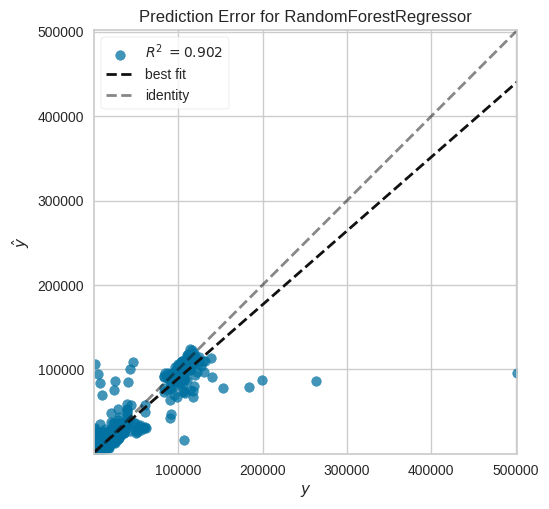 Prediction Error for RandomForestRegressor
R² = 0.902
best fit
identity
500000
400000
300000
200000
100000
ŷ
100000
200000
300000
400000
500000
y